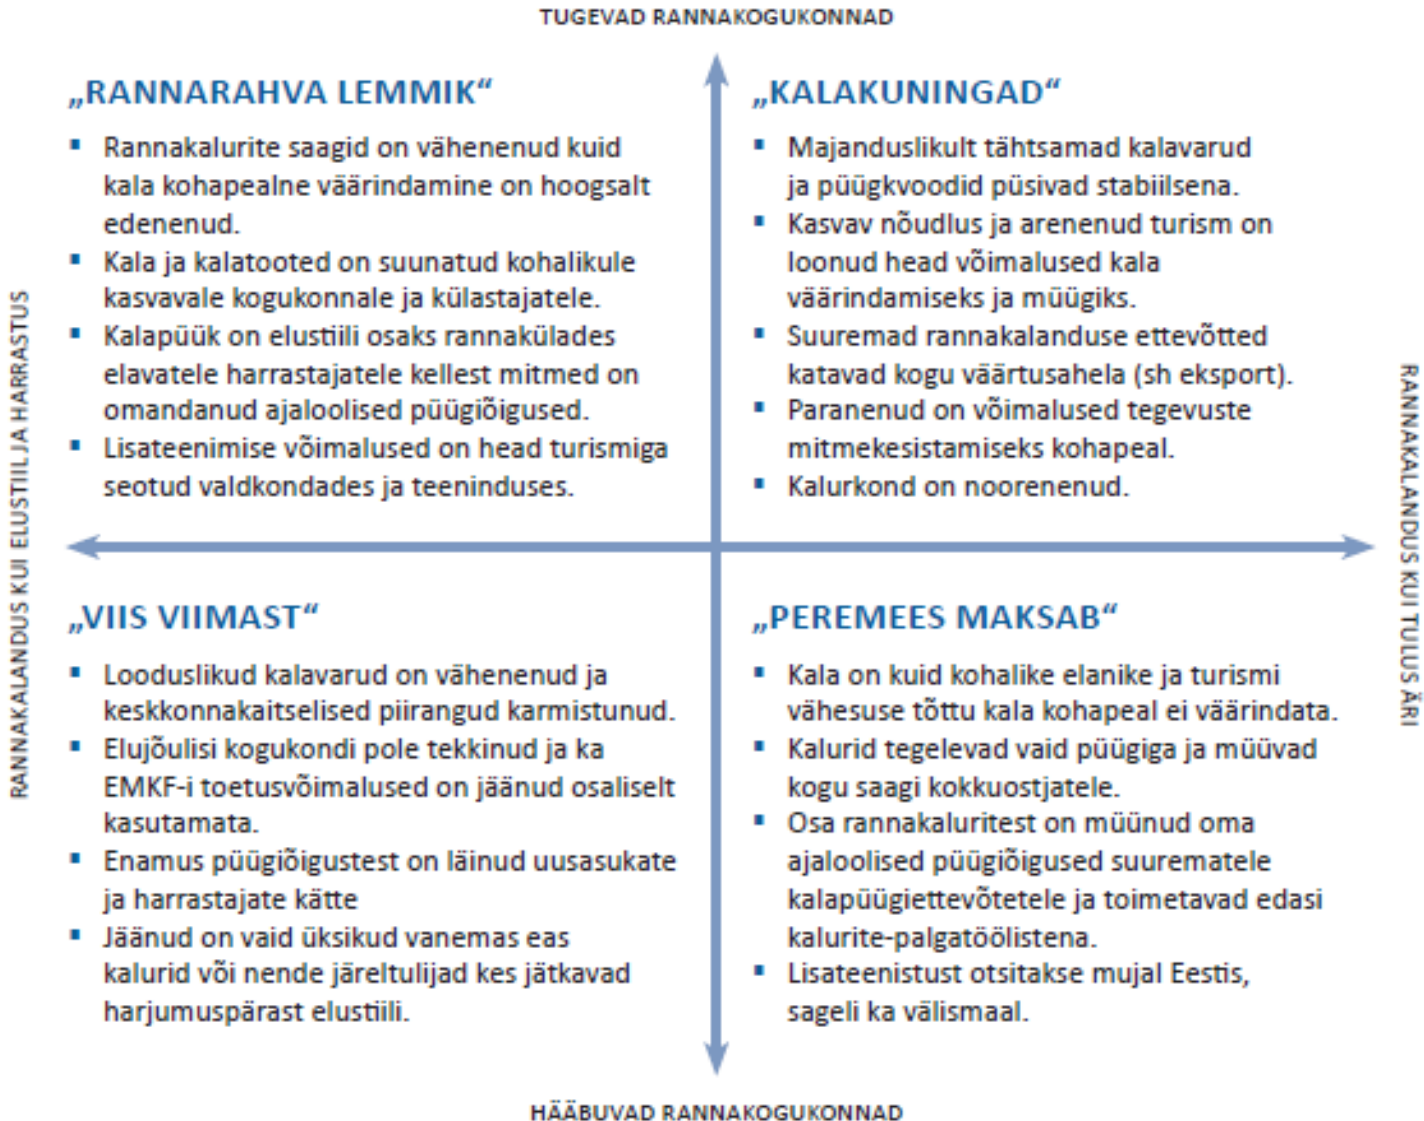 TUGEVAD RANNAKOGUKONNAD
„RANNARAHVA LEMMIK“
▪ Rannakalurite saagid on vähenenud kuid
kala kohapealne väärindamine on hoogsalt
edenenud.
▪ Kala ja kalatooted on suunatud kohalikule
kasvavale kogukonnale ja külastajatele.
▪ Kalapüük on elustiili osaks rannakülades
elavatele harrastajatele kellest mitmed on
omandanud ajaloolised püügiõigused.
▪ Lisateenimise võimalused on head turismiga
seotud valdkondades ja teeninduses.
„KALAKUNINGAD“
▪ Majanduslikult tähtsamad kalavarud
ja püügkvoodid püsivad stabiilsena.
▪ Kasvav nõudlus ja arenenud turism on
loonud head võimalused kala
väärindamiseks ja müügiks.
▪ Suuremad rannakalanduse ettevõtted
katavad kogu väärtusahela (sh eksport).
▪ Paranenud on võimalused tegevuste
mitmekesistamiseks kohapeal.
▪ Kalurkond on noorenenud.
RANNAKALANDUS KUI ELUSTIIL JA HARRASTUS
RANNAKALANDUS KUI TULUS ÄRI
„VIIS VIIMAST“
▪ Looduslikud kalavarud on vähenenud ja
keskkonnakaitselised piirangud karmistunud.
▪ Elujõulisi kogukondi pole tekkinud ja ka
EMKF-i toetusvõimalused on jäänud osaliselt
kasutamata.
▪ Enamus püügiõigustest on läinud uusasukate
ja harrastajate kätte
▪ Jäänud on vaid üksikud vanemas eas
kalurid või nende järeltulijad kes jätkavad
harjumuspärast elustiili.
„PEREMEES MAKSAB“
▪ Kala on kuid kohalike elanike ja turismi
vähesuse tõttu kala kohapeal ei väärindata.
▪ Kalurid tegelevad vaid püügiga ja müüvad
kogu saagi kokkuostjatele.
▪ Osa rannakaluritest on müünud oma
ajaloolised püügiõigused suurematele
kalapüügiettevõtetele ja toimetavad edasi
kalurite-palgatöölistena.
▪ Lisateenistust otsitakse mujal Eestis,
sageli ka välismaal.
HÄÄBUVAD RANNAKOGUKONNAD